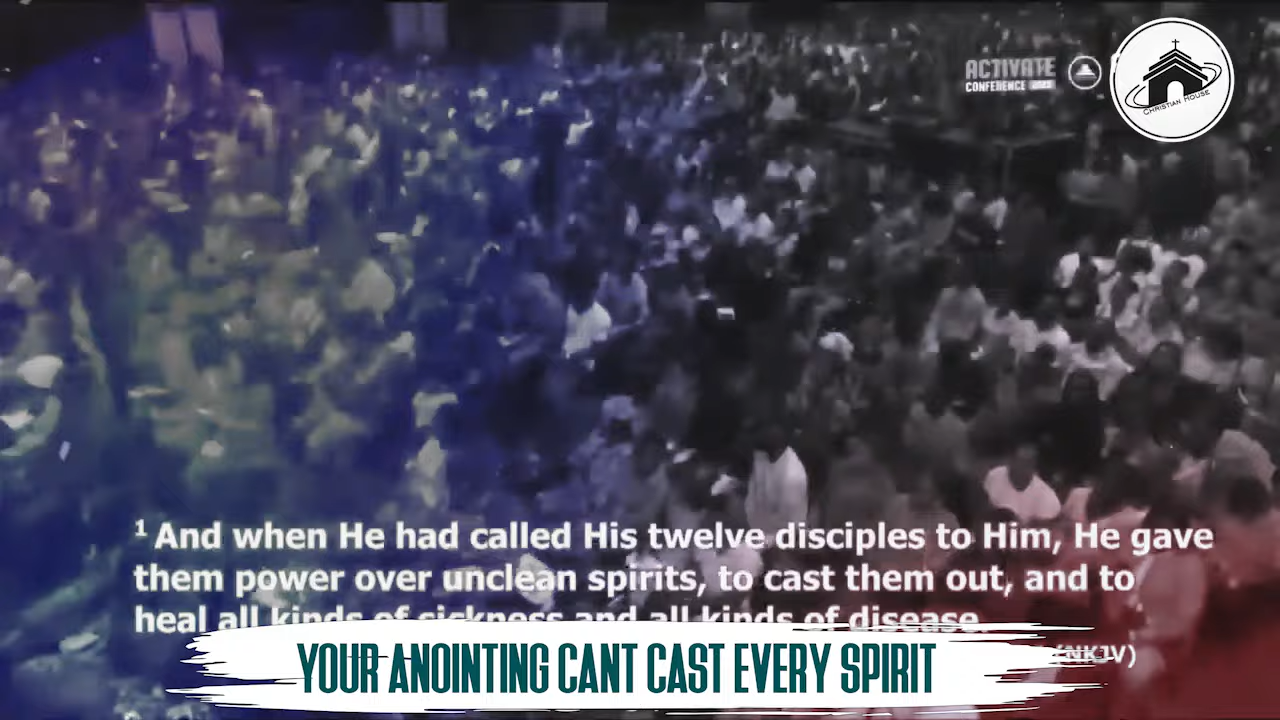 ACTIVATE
CONFERENCE
CHRISTIAN HOUSE
1 And when He had called His twelve disciples to Him, He gave
them power over unclean spirits, to cast them out, and to
heal all kinds of sickness and all kinds of disease.
(NKJV)
YOUR ANOINTING CANT CAST EVERY SPIRIT